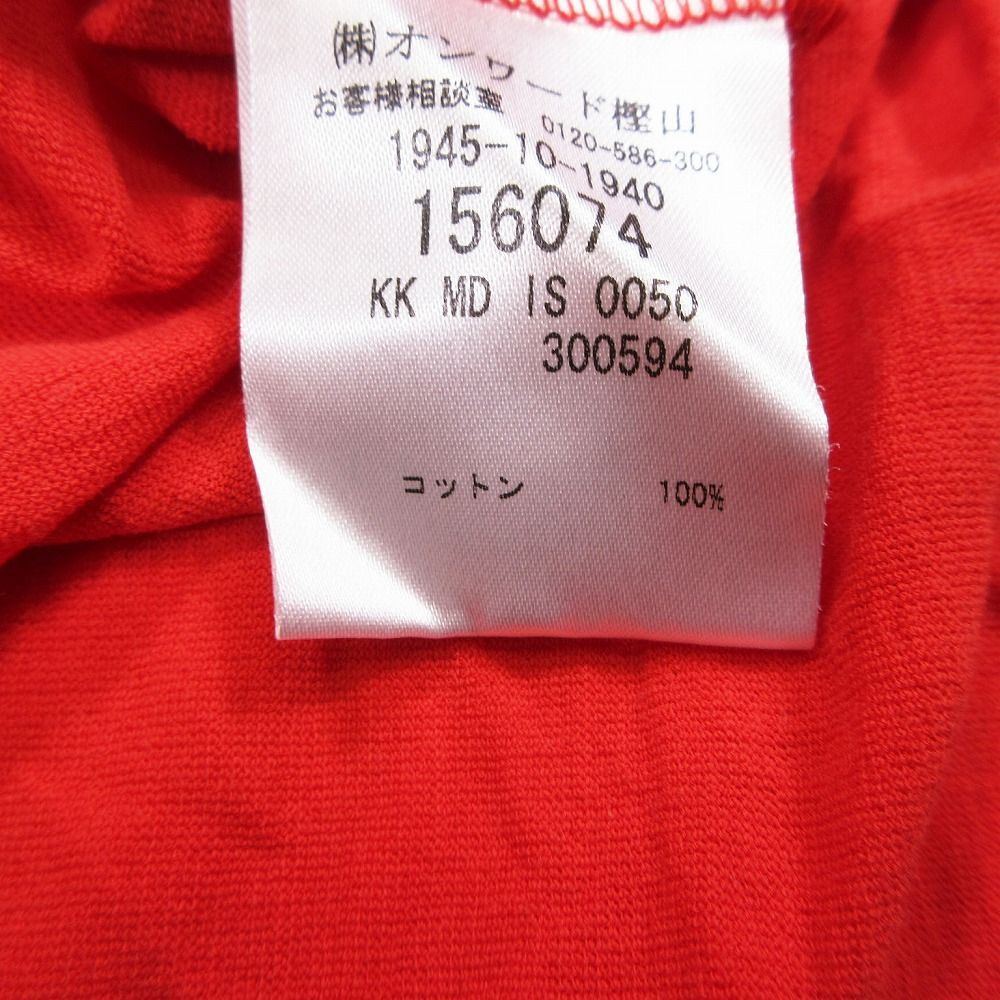 ㈱オンワード樫山
お客様相談室 0120-586-300
1945-10-1940
156074
KK MD IS 0050
300594
コットン 100%